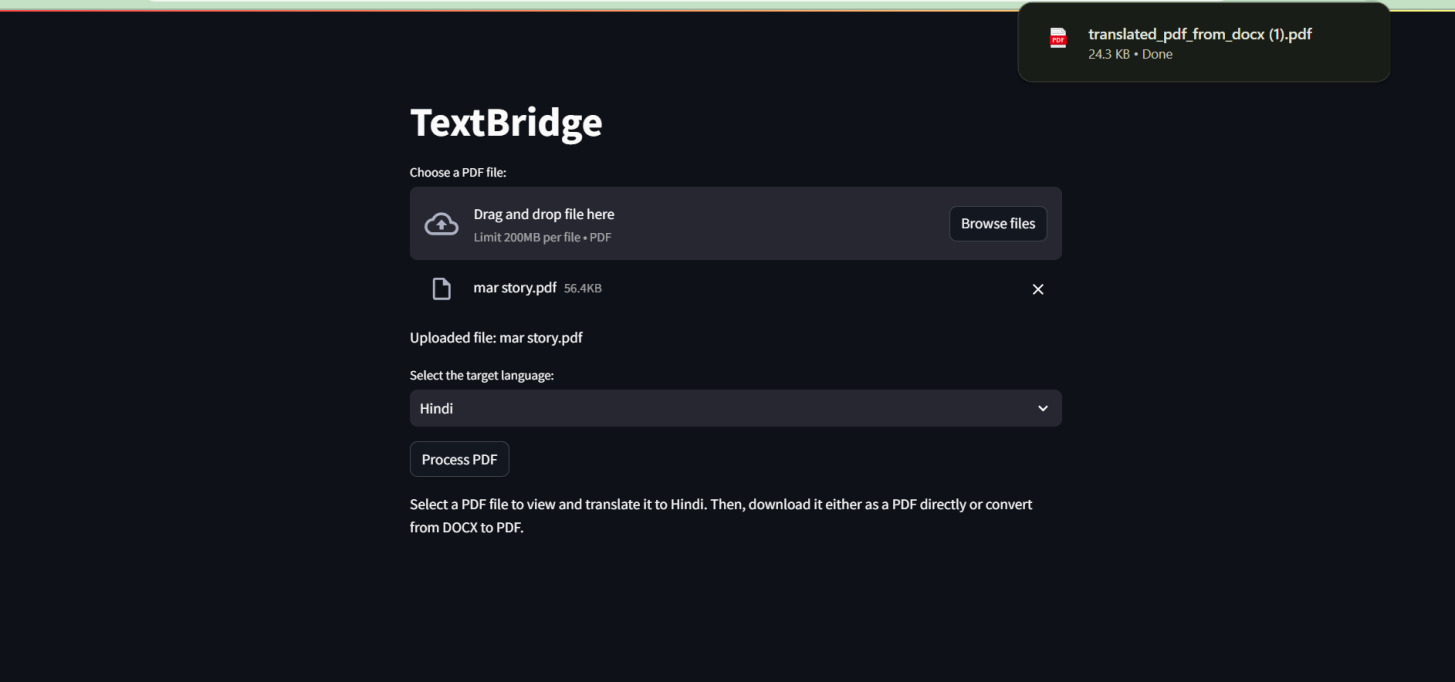 translated_pdf_from_docx (1).pdf
24.3 KB • Done
TextBridge
Choose a PDF file:
Drag and drop file here
Limit 200MB per file • PDF
Browse files
mar story.pdf 56.4KB
Uploaded file: mar story.pdf
Select the target language:
Hindi
Process PDF
Select a PDF file to view and translate it to Hindi. Then, download it either as a PDF directly or convert
from DOCX to PDF.